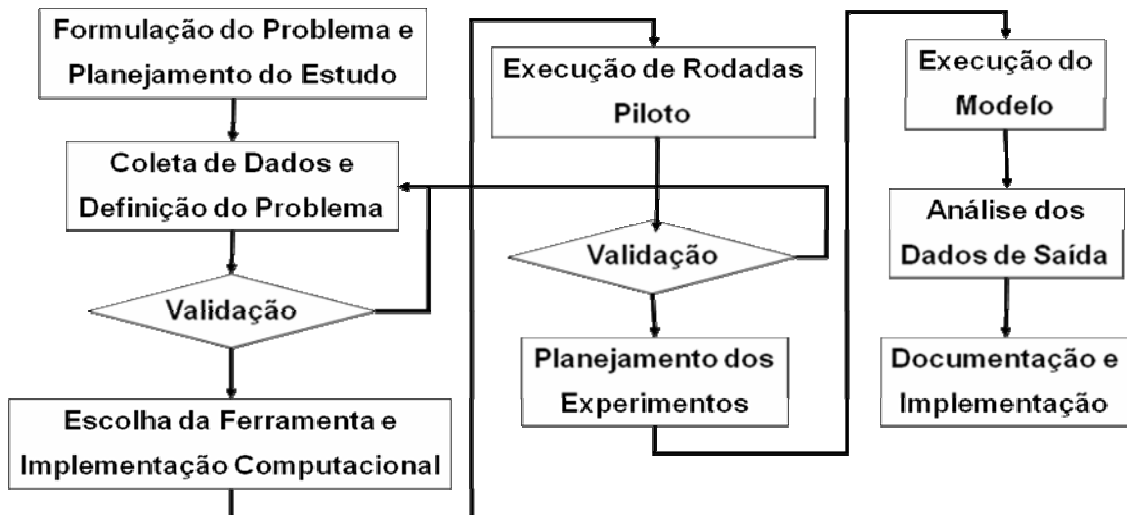 Formulação do Problema e
Planejamento do Estudo
Coleta de Dados e
Definição do Problema
Validação
Escolha da Ferramenta e
Implementação Computacional
Execução de Rodadas
Piloto
Validação
Planejamento dos
Experimentos
Execução do
Modelo
Análise dos
Dados de Saída
Documentação e
Implementação